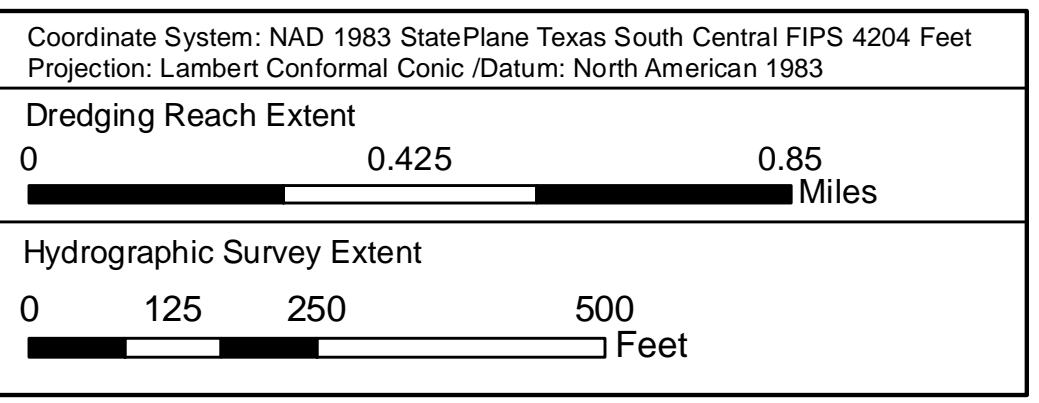 Coordinate System: NAD 1983 StatePlane Texas South Central FIPS 4204 Feet
Projection: Lambert Conformal Conic /Datum: North American 1983
Dredging Reach Extent
0 0.425 0.85
Miles
Hydrographic Survey Extent
0 125 250 500
Feet